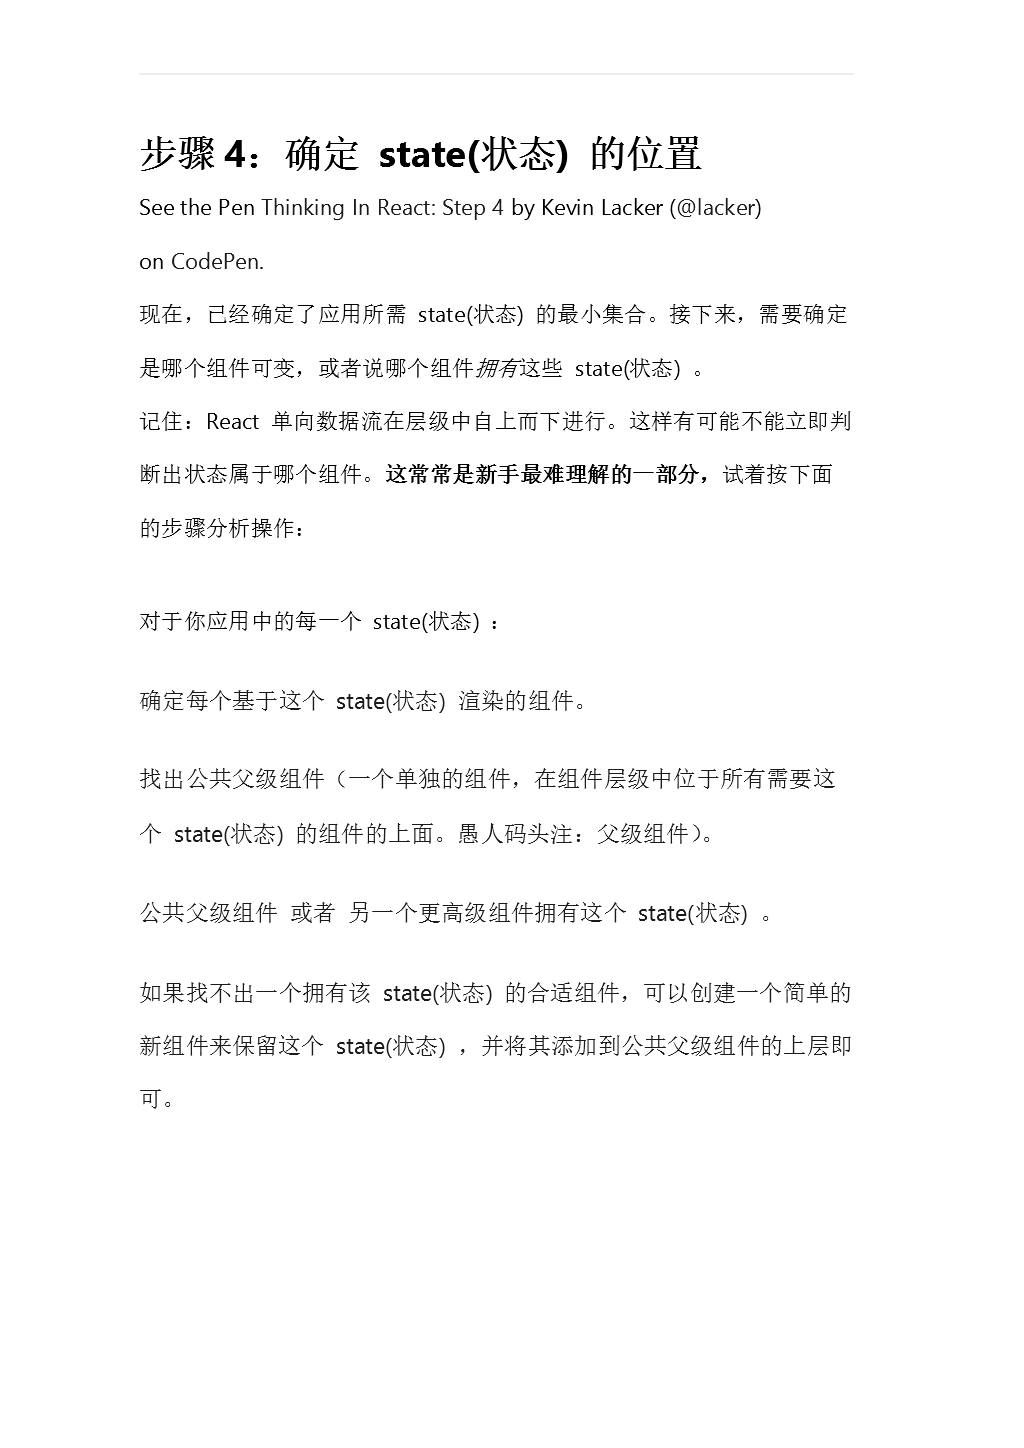 步骤4：确定 state(状态) 的位置
See the Pen Thinking In React: Step 4 by Kevin Lacker (@lacker)
on CodePen.
现在，已经确定了应用所需 state(状态) 的最小集合。接下来，需要确定
是哪个组件可变，或者说哪个组件拥有这些 state(状态) 。
记住：React 单向数据流在层级中自上而下进行。这样有可能不能立即判
断出状态属于哪个组件。这常常是新手最难理解的一部分，试着按下面
的步骤分析操作：
对于你应用中的每一个 state(状态) ：
确定每个基于这个 state(状态) 渲染的组件。
找出公共父级组件（一个单独的组件，在组件层级中位于所有需要这
个 state(状态) 的组件的上面。愚人码头注：父级组件）。
公共父级组件 或者 另一个更高级组件拥有这个 state(状态) 。
如果找不出一个拥有该 state(状态) 的合适组件，可以创建一个简单的
新组件来保留这个 state(状态) ，并将其添加到公共父级组件的上层即
可。